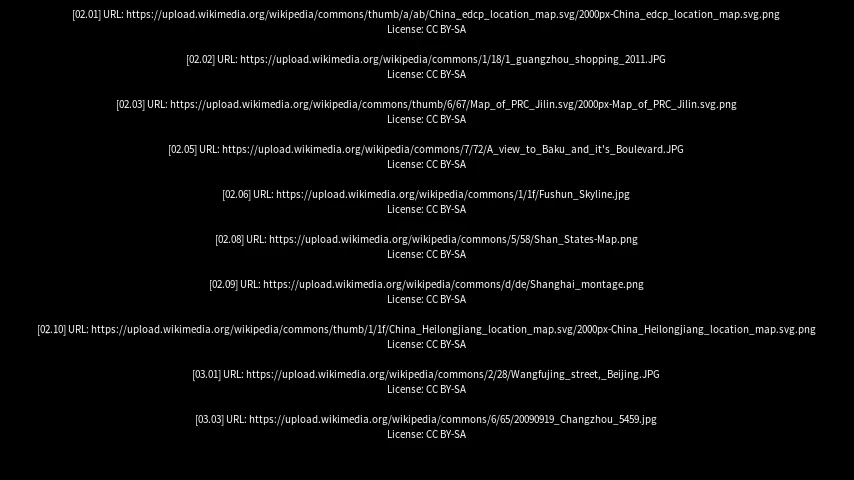 [02.01] URL: https://upload.wikimedia.org/wikipedia/commons/thumb/a/ab/China_edcp_location_map.svg/2000px-China_edcp_location_map.svg.png
License: CC BY-SA
[02.02] URL: https://upload.wikimedia.org/wikipedia/commons/1/18/1_guangzhou_shopping_2011.JPG
License: CC BY-SA
[02.03] URL: https://upload.wikimedia.org/wikipedia/commons/thumb/6/67/Map_of_PRC_Jilin.svg/2000px-Map_of_PRC_Jilin.svg.png
License: CC BY-SA
[02.05] URL: https://upload.wikimedia.org/wikipedia/commons/7/72/A_view_to_Baku_and_it's_Boulevard.JPG
License: CC BY-SA
[02.06] URL: https://upload.wikimedia.org/wikipedia/commons/1/1f/Fushun_Skyline.jpg
License: CC BY-SA
[02.08] URL: https://upload.wikimedia.org/wikipedia/commons/5/58/Shan_States-Map.png
License: CC BY-SA
[02.09] URL: https://upload.wikimedia.org/wikipedia/commons/d/de/Shanghai_montage.png
License: CC BY-SA
[02.10] URL: https://upload.wikimedia.org/wikipedia/commons/thumb/1/1f/China_Heilongjiang_location_map.svg/2000px-China_Heilongjiang_location_map.svg.png
License: CC BY-SA
[03.01] URL: https://upload.wikimedia.org/wikipedia/commons/2/28/Wangfujing_street,_Beijing.JPG
License: CC BY-SA
[03.03] URL: https://upload.wikimedia.org/wikipedia/commons/6/65/20090919_Changzhou_5459.jpg
License: CC BY-SA